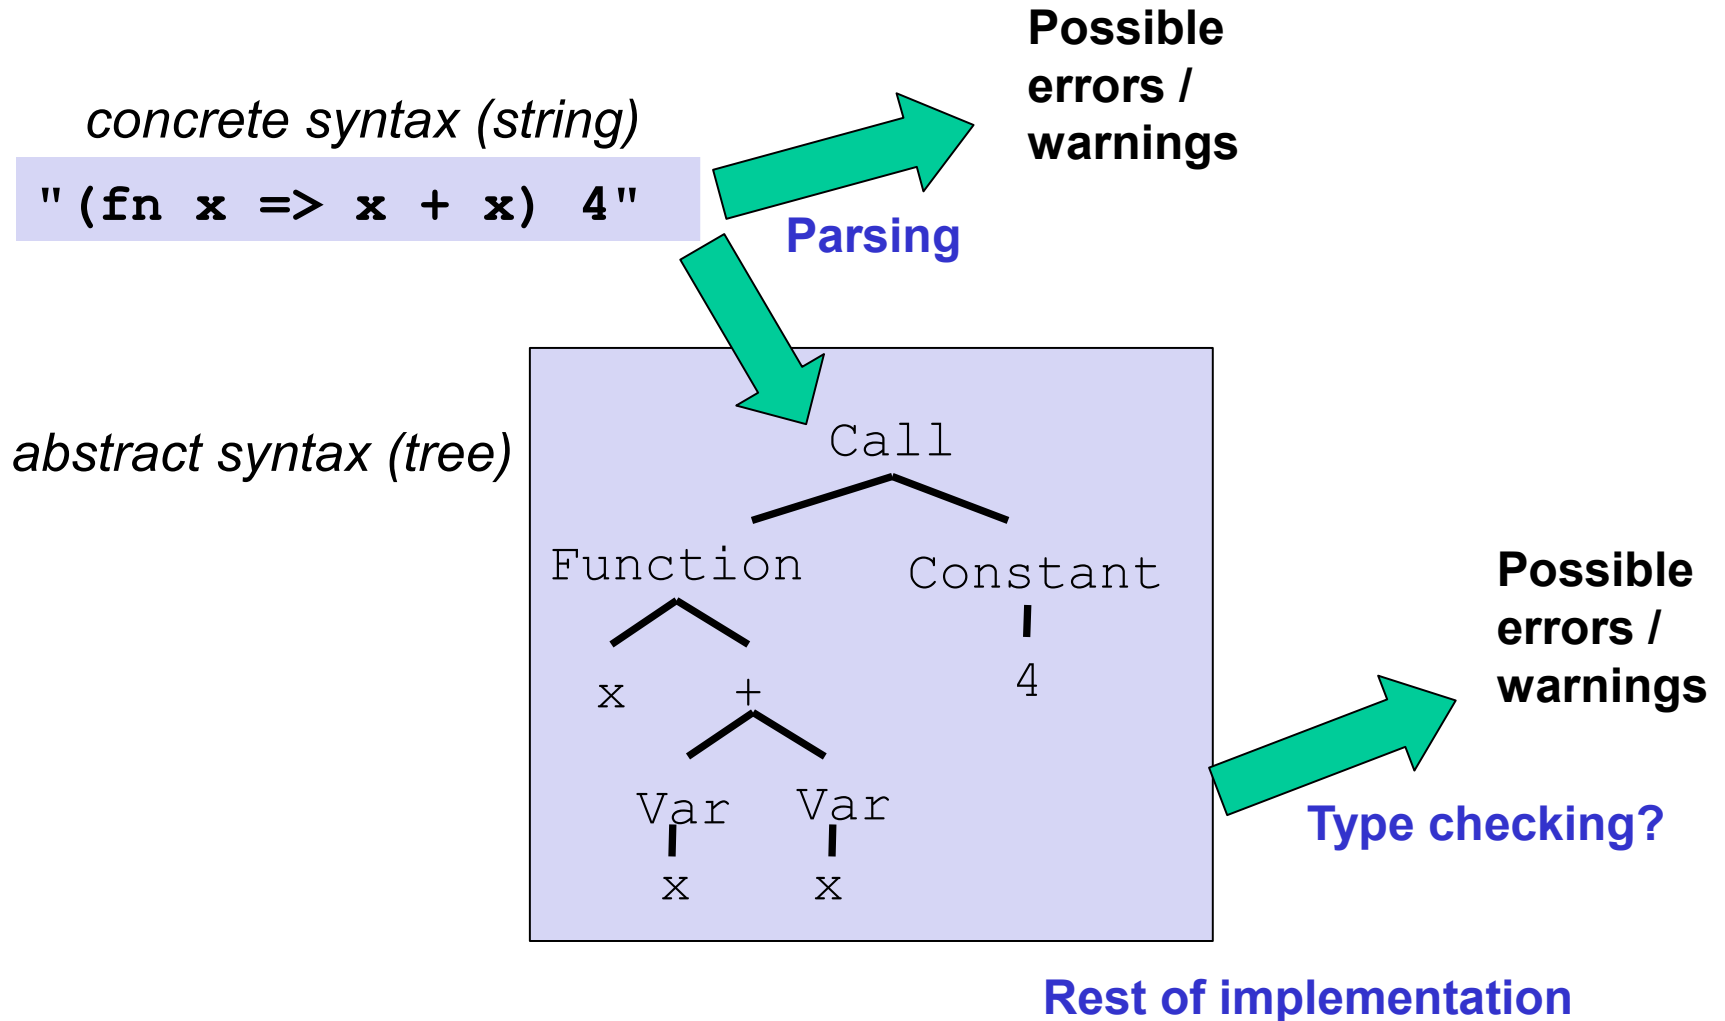 Possible
errors /
warnings
concrete syntax (string)
"(fn x => x + x) 4"
Parsing
abstract syntax (tree)
Call
Function Constant
x + 4
Var Var
x x
Possible
errors /
warnings
Type checking?
Rest of implementation